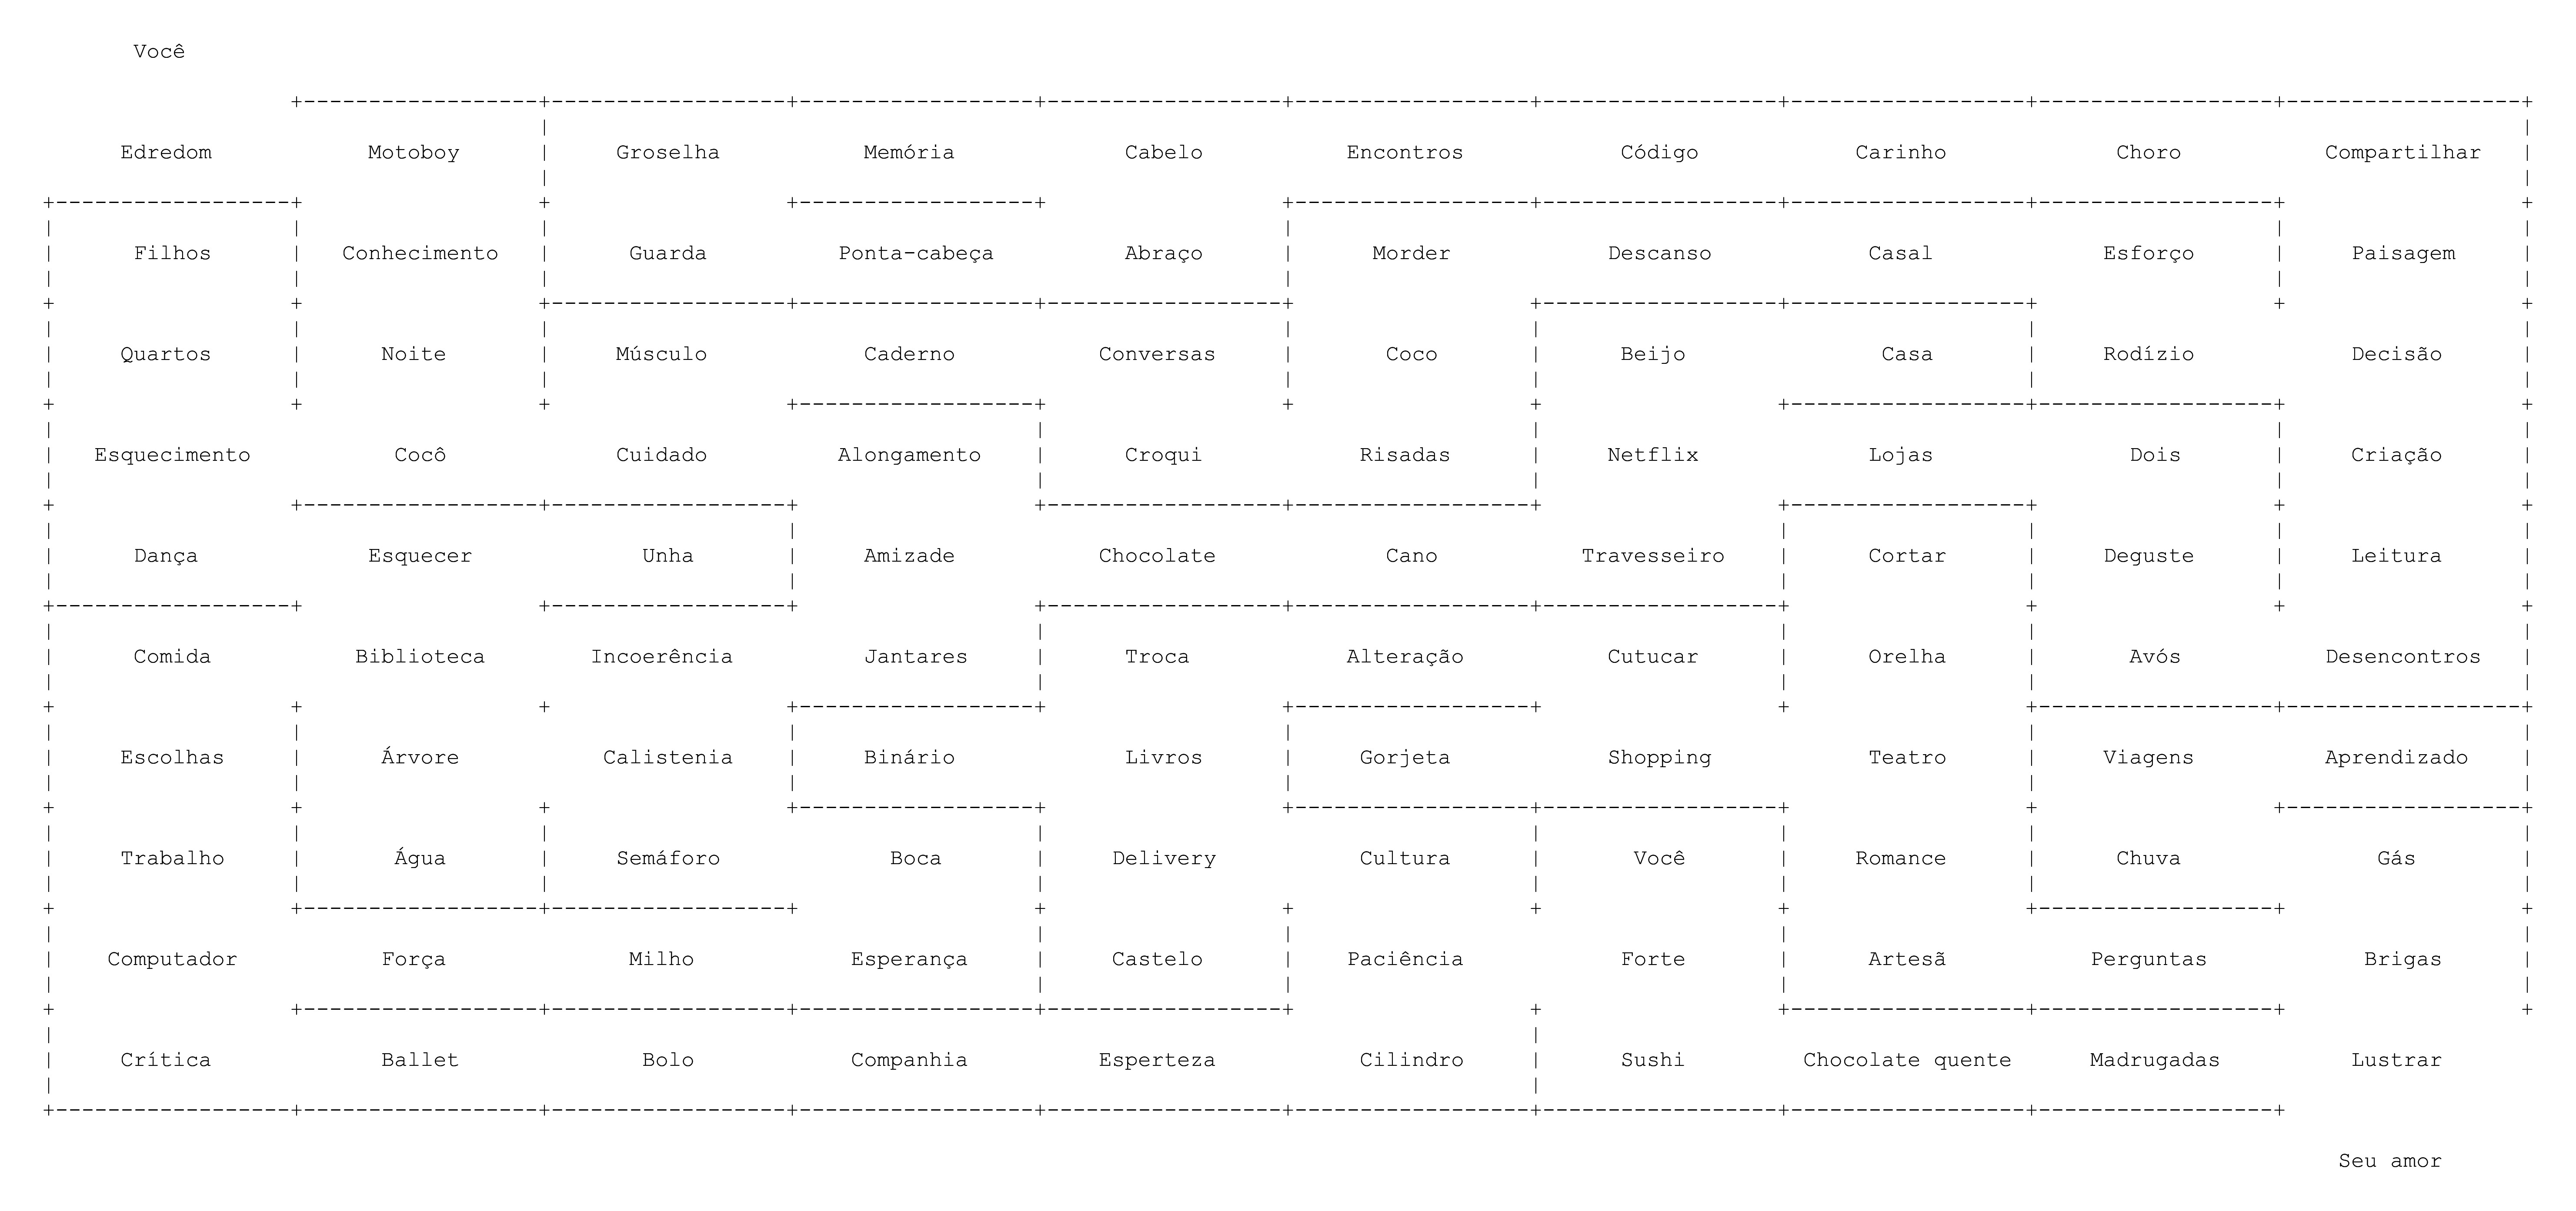 Você
Edredom Motoboy Groselha Memória Cabelo Encontros Código Carinho Choro Compartilhar
Filhos Conhecimento Guarda Ponta-cabeça Abraço Morder Descanso Casal Esforço Paisagem
Quartos Noite Músculo Caderno Conversas Coco Beijo Casa Rodízio Decisão
Esquecimento Cocô Cuidado Alongamento Croqui Risadas Netflix Lojas Dois Criação
Dança Esquecer Unha Amizade Chocolate Cano Travesseiro Cortar Deguste Leitura
Comida Biblioteca Incoerência Jantares Troca Alteração Cutucar Orelha Avós Desencontros
Escolhas Árvore Calistenia Binário Livros Gorjeta Shopping Teatro Viagens Aprendizado
Trabalho Água Semáforo Boca Delivery Cultura Você Romance Chuva Gás
Computador Força Milho Esperança Castelo Paciência Forte Artesã Perguntas Brigas
Crítica Ballet Bolo Companhia Esperteza Cilindro Sushi Chocolate quente Madrugadas Lustrar
Seu amor